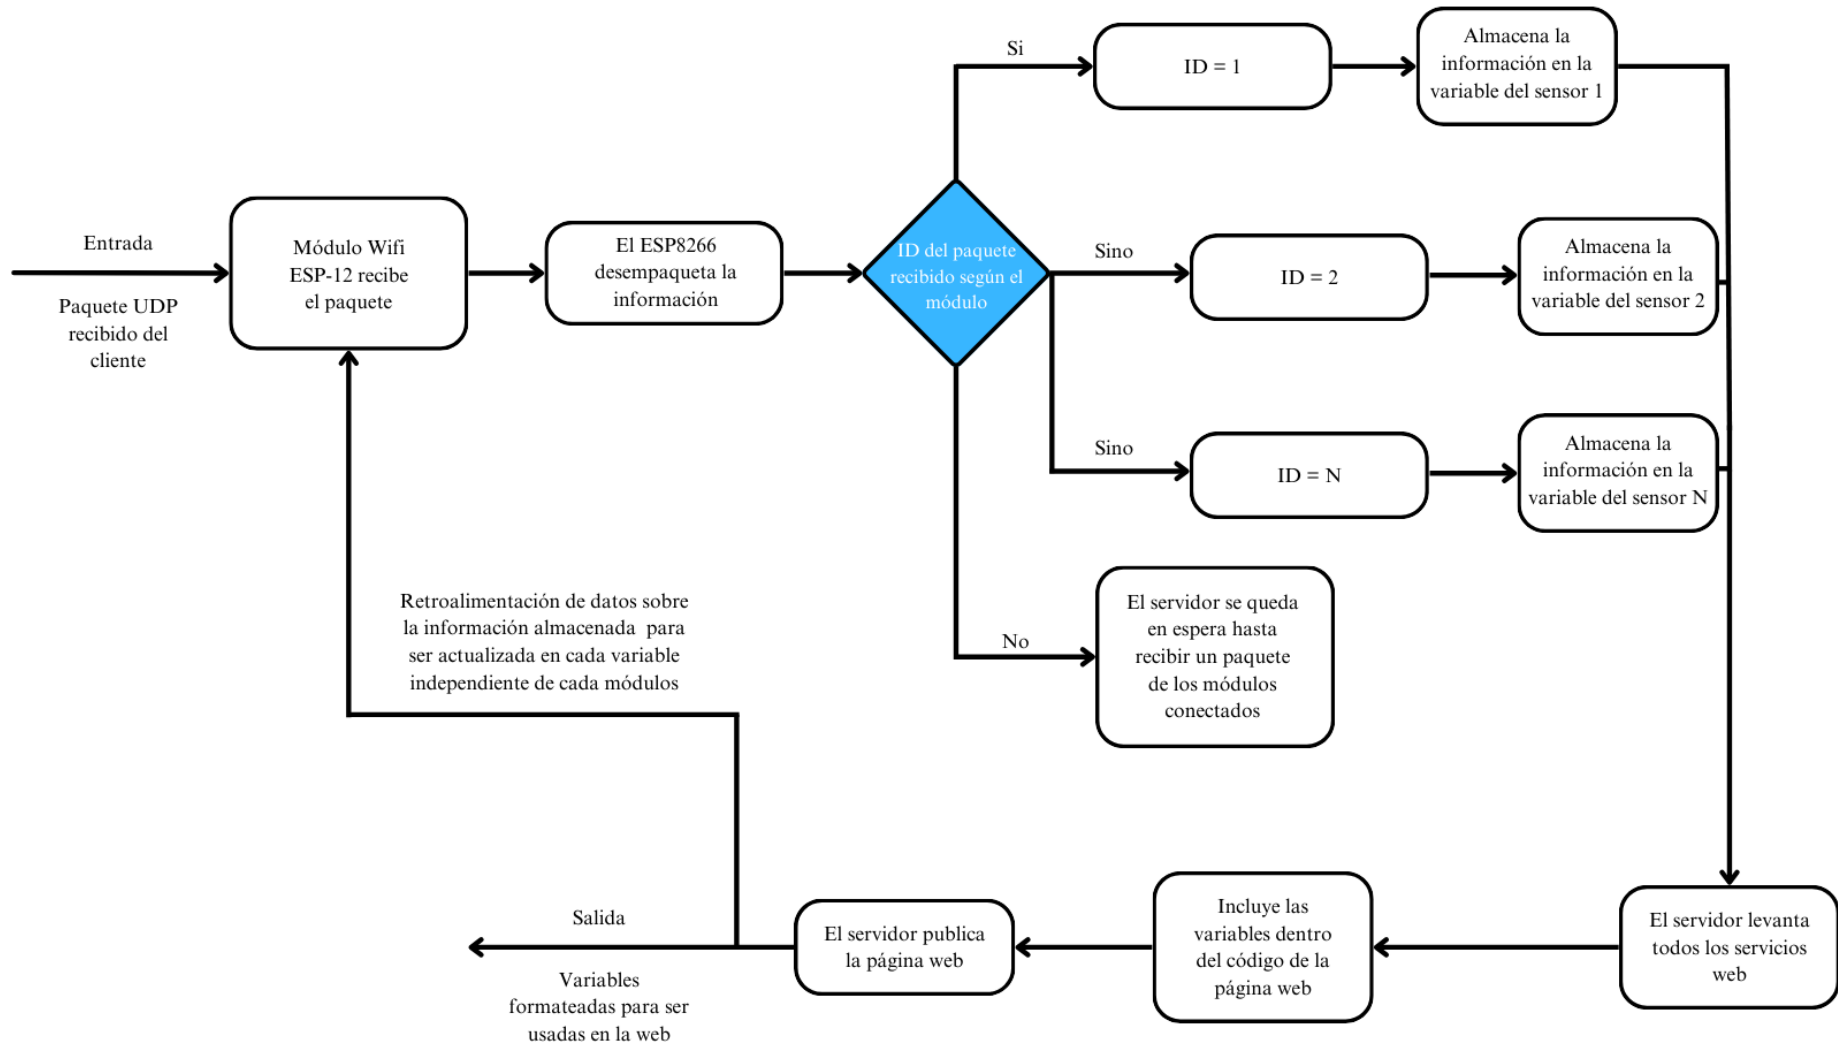 Entrada
Paquete UDP
recibido del
cliente
Módulo Wifi
ESP-12 recibe
el paquete
El ESP8266
desempaqueta la
información
ID del paquete
recibido según el
módulo
Si
ID = 1
Almacena la
información en la
variable del sensor 1
Sino
ID = 2
Almacena la
información en la
variable del sensor 2
Sino
ID = N
Almacena la
información en la
variable del sensor N
No
El servidor se queda
en espera hasta
recibir un paquete
de los módulos
conectados
Retroalimentación de datos sobre
la información almacenada para
ser actualizada en cada variable
independiente de cada módulos
El servidor levanta
todos los servicios
web
Incluye las
variables dentro
del código de la
página web
El servidor publica
la página web
Salida
Variables
formateadas para ser
usadas en la web